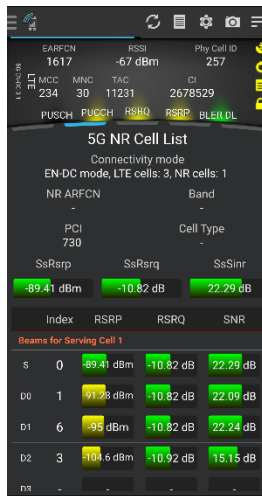 EARFCN RSSI Phy Cell ID
1617 -67 dBm 257
LTE
MCC MNC TAC CI
234 30 11231 2678529
PUSCH PUCCH RSRQ RSRP BLER DL
5G NR Cell List
Connectivity mode
EN-DC mode, LTE cells: 3, NR cells: 1
NR ARFCN Band
- -
PCI Cell Type
730 -
SsRsrp SsRsrq SsSinr
-89.41 dBm -10.82 dB 22.29 dB
Index RSRP RSRQ SNR
Beams for Serving Cell 1
S 0 -89.41 dBm -10.82 dB 22.29 dB
D0 1 -91.28 dBm -10.82 dB 22.09 dB
D1 6 -95 dBm -10.82 dB 22.24 dB
D2 3 -104.6 dBm -10.92 dB 15.15 dB
D3 - - - -